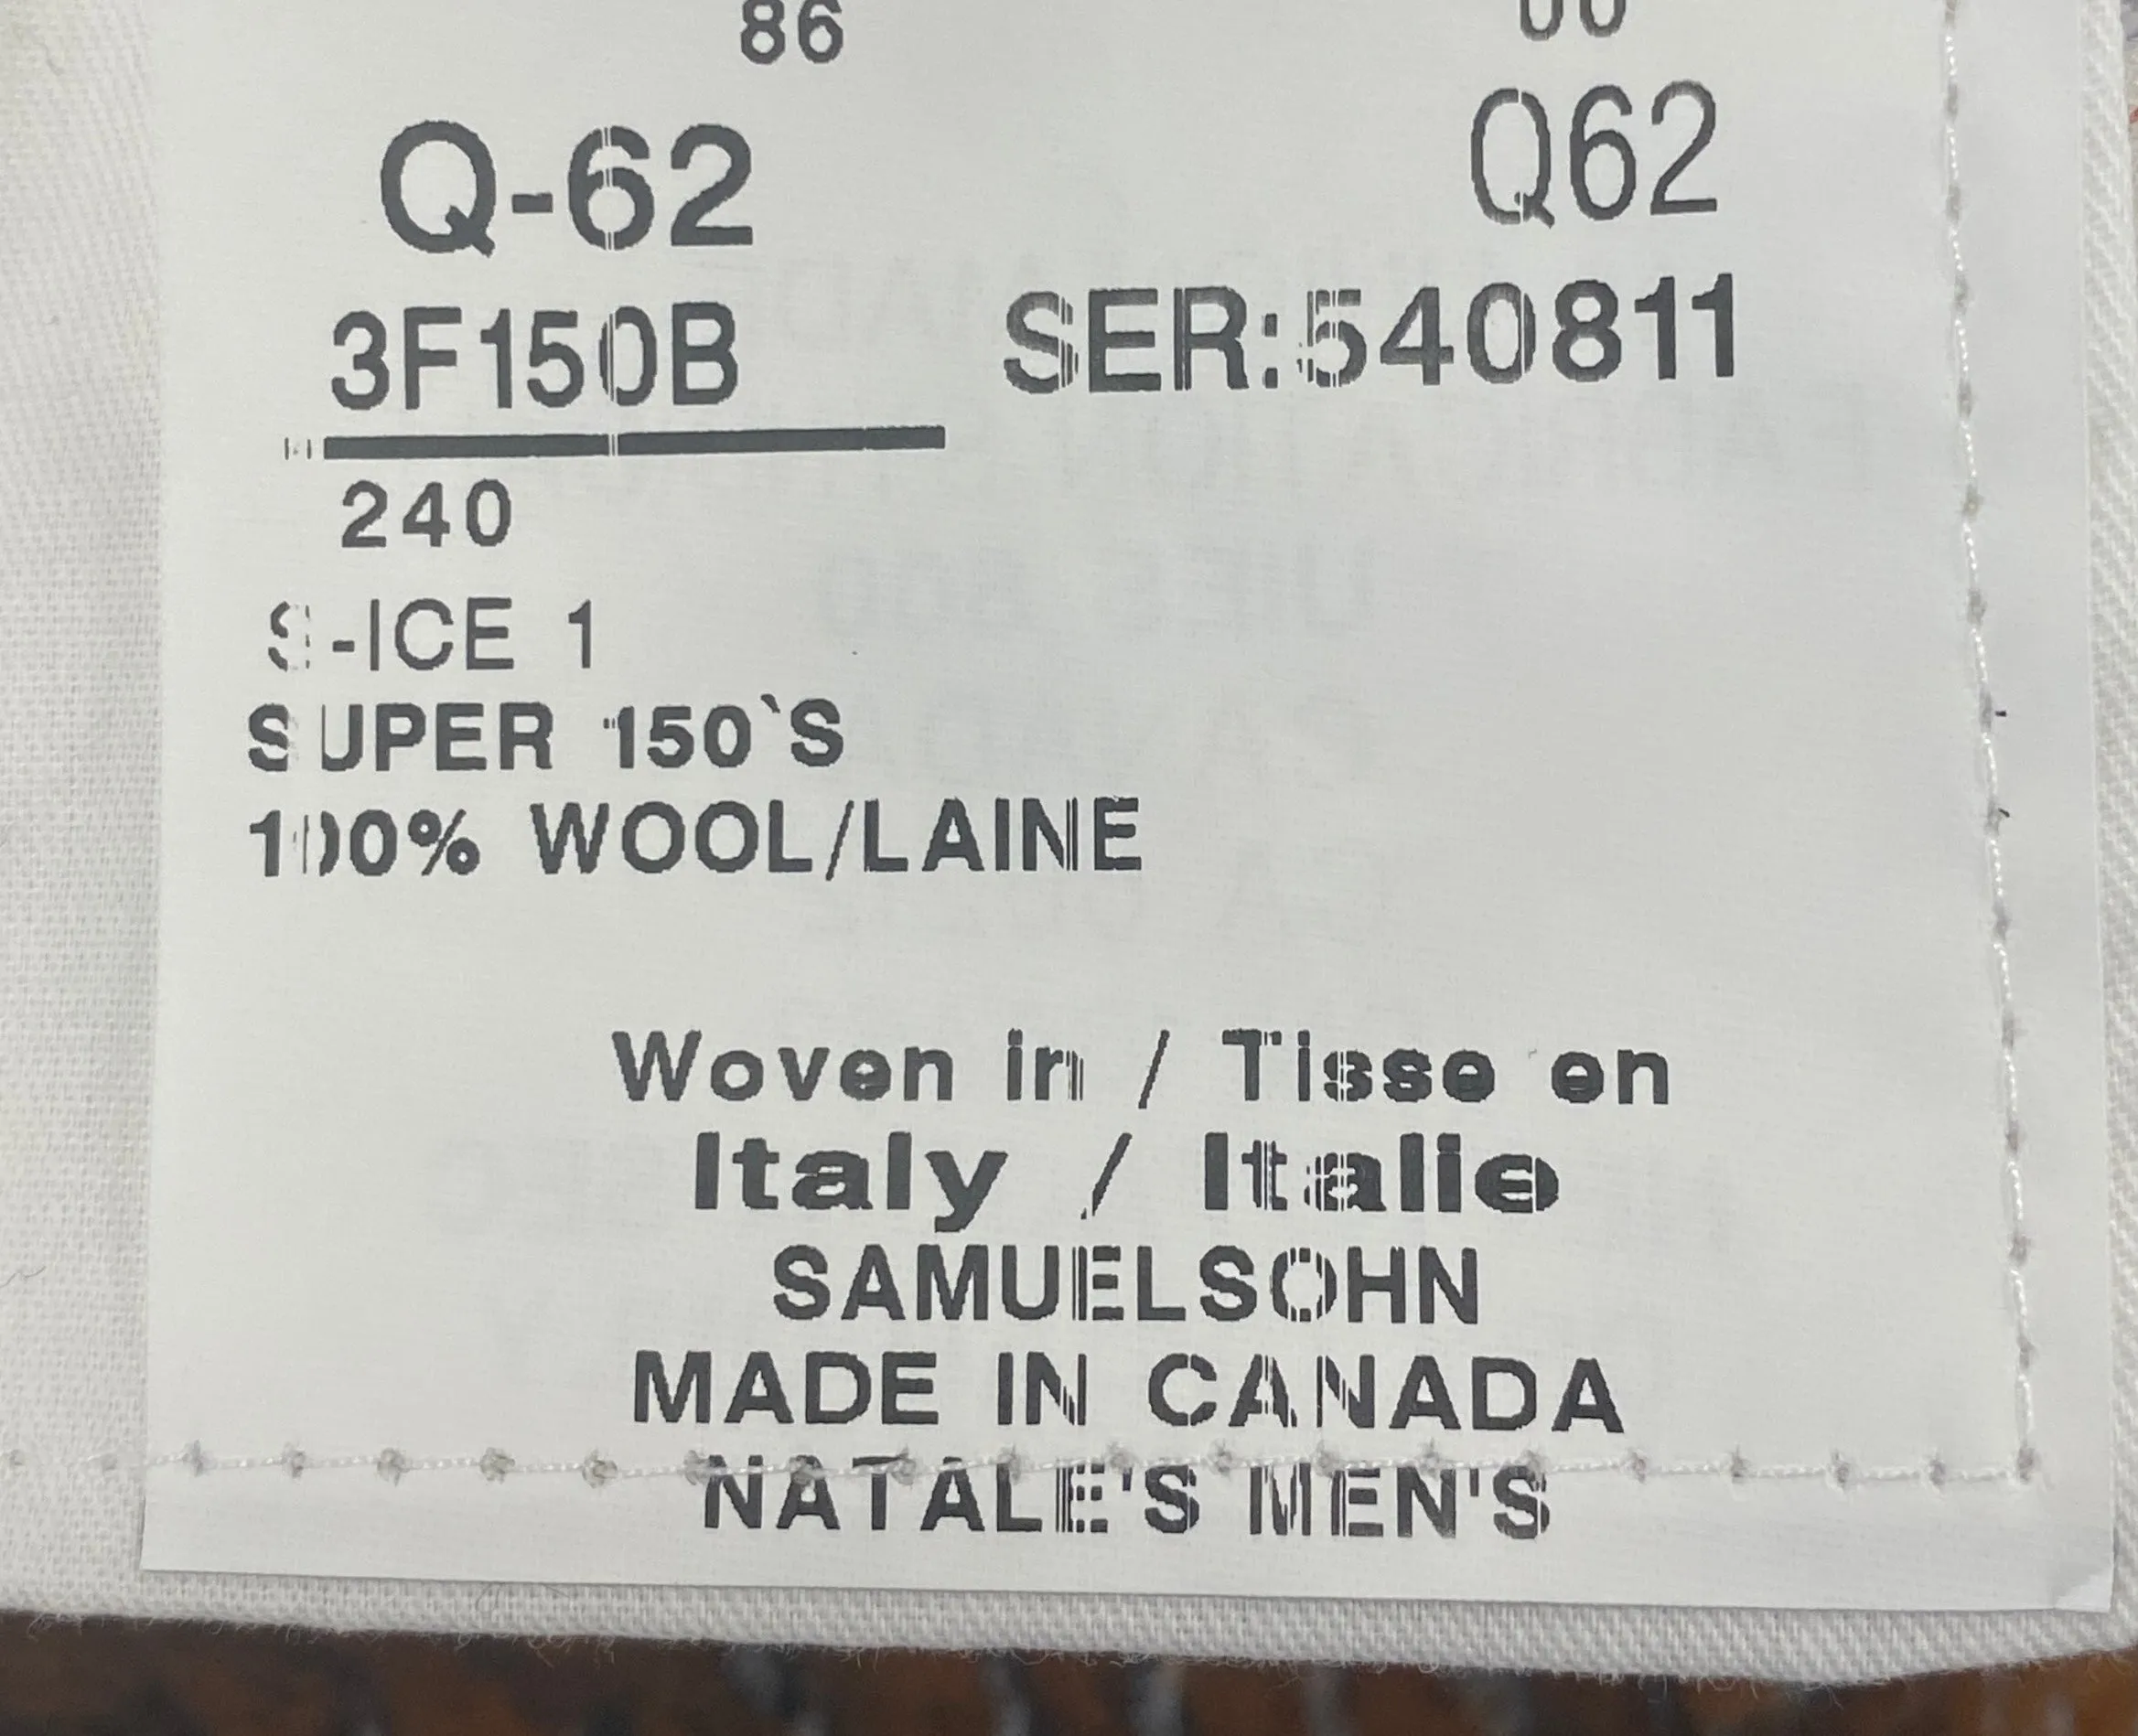 86
Q-62 Q62
3F150B SER:540811
240
S-ICE 1
SUPER 150`S
100% WOOL/LAINE
Woven in / Tisse en
Italy / Italie
SAMUELSOHN
MADE IN CANADA
NATALE'S MEN'S